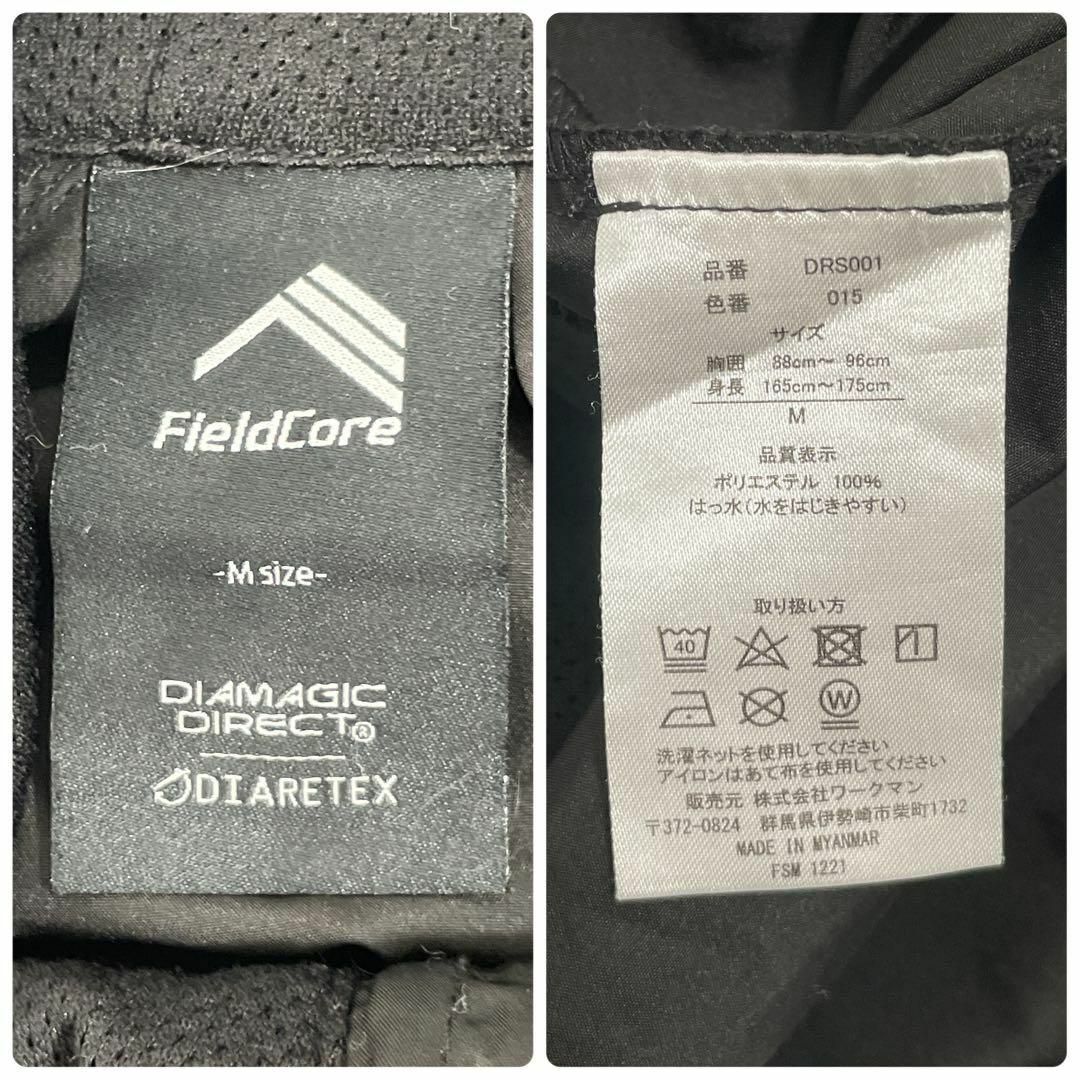 FieldCore
-M size-
DIAMAGIC
DIRECT®
DIARETEX
品番 DRS001
色番 015
サイズ
胸囲 88cm～ 96cm
身長 165cm～175cm
M
品質表示
ポリエステル 100%
はっ水(水をはじきやすい)
取り扱い方
40
W
洗濯ネットを使用してください
アイロンはあて布を使用してください
販売元 株式会社ワークマン
〒372-0824 群馬県伊勢崎市柴町1732
MADE IN MYANMAR
FSM 1221